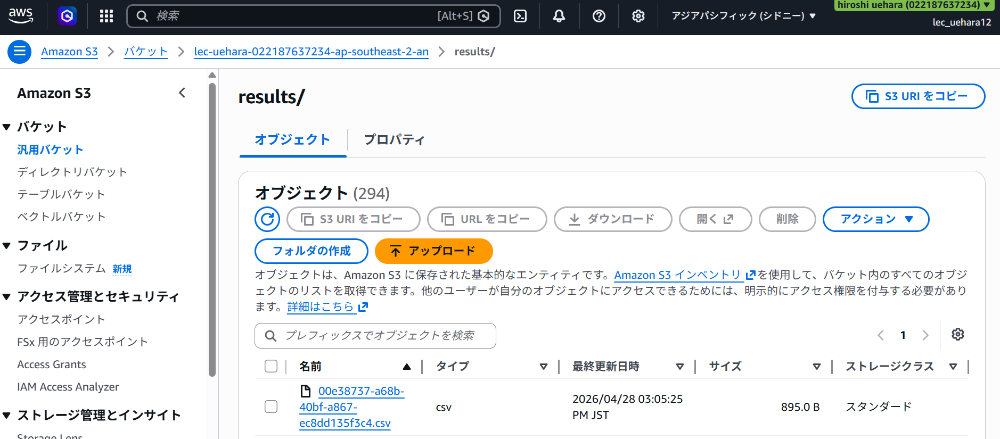 aws
検索
[Alt+S]
アジアパシフィック (シドニー)
hiroshi uehara (022187637234)
lec_uehara12
Amazon S3
バケット
lec-uehara-022187637234-ap-southeast-2-an
results/
Amazon S3
バケット
汎用バケット
ディレクトリバケット
テーブルバケット
ベクトルバケット
ファイル
ファイルシステム 新規
アクセス管理とセキュリティ
アクセスポイント
FSx 用のアクセスポイント
Access Grants
IAM Access Analyzer
ストレージ管理とインサイト
Storage Lens
results/
S3 URI をコピー
オブジェクト
プロパティ
オブジェクト (294)
S3 URI をコピー
URL をコピー
ダウンロード
開く
削除
アクション
フォルダの作成
アップロード
オブジェクトは、Amazon S3 に保存された基本的なエンティティです。Amazon S3 インベントリ を使用して、バケット内のすべてのオブジ
ェクトのリストを取得できます。他のユーザーが自分のオブジェクトにアクセスできるためには、明示的にアクセス権限を付与する必要があり
ます。詳細はこちら
プレフィックスでオブジェクトを検索
1
名前
タイプ
最終更新日時
サイズ
ストレージクラス
00e38737-a68b-
40bf-a867-
ec8dd135f3c4.csv
csv
2026/04/28 03:05:25
PM JST
895.0 B
スタンダード